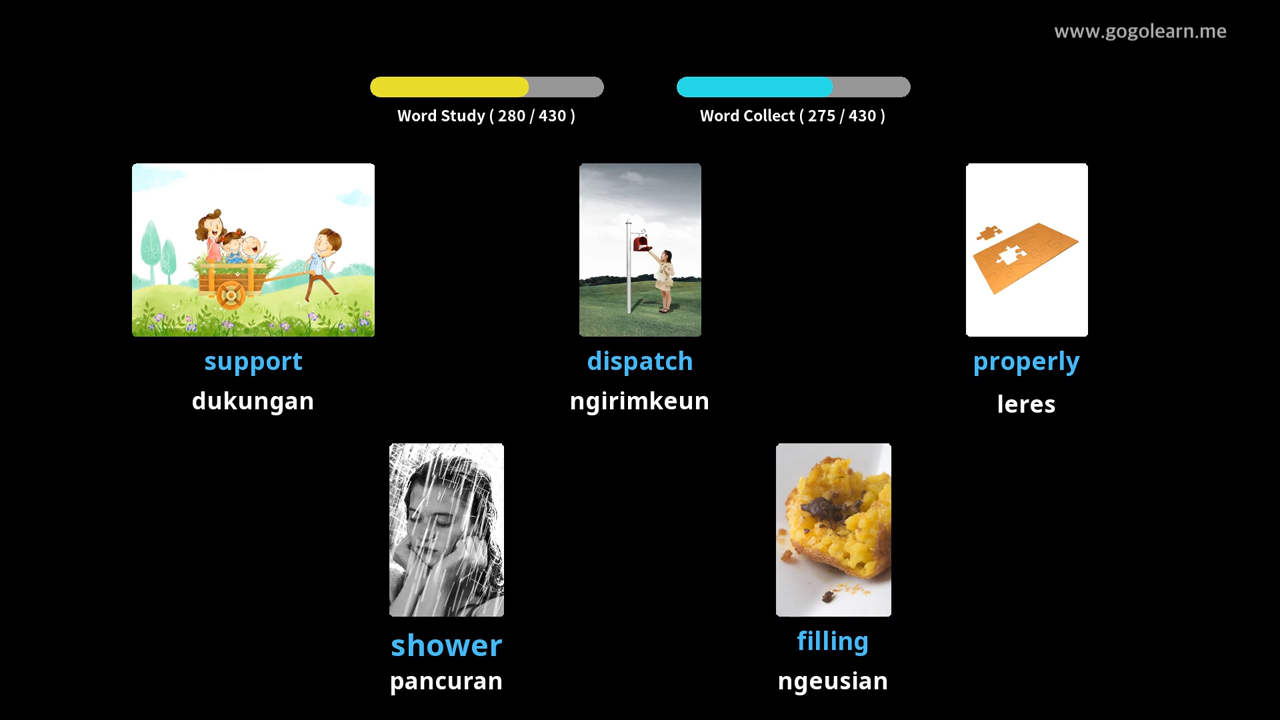 www.gogolearn.me
Word Study ( 280 / 430 )
Word Collect ( 275 / 430 )
support
dukungan
dispatch
ngirimkeun
properly
leres
shower
pancuran
filling
ngeusian